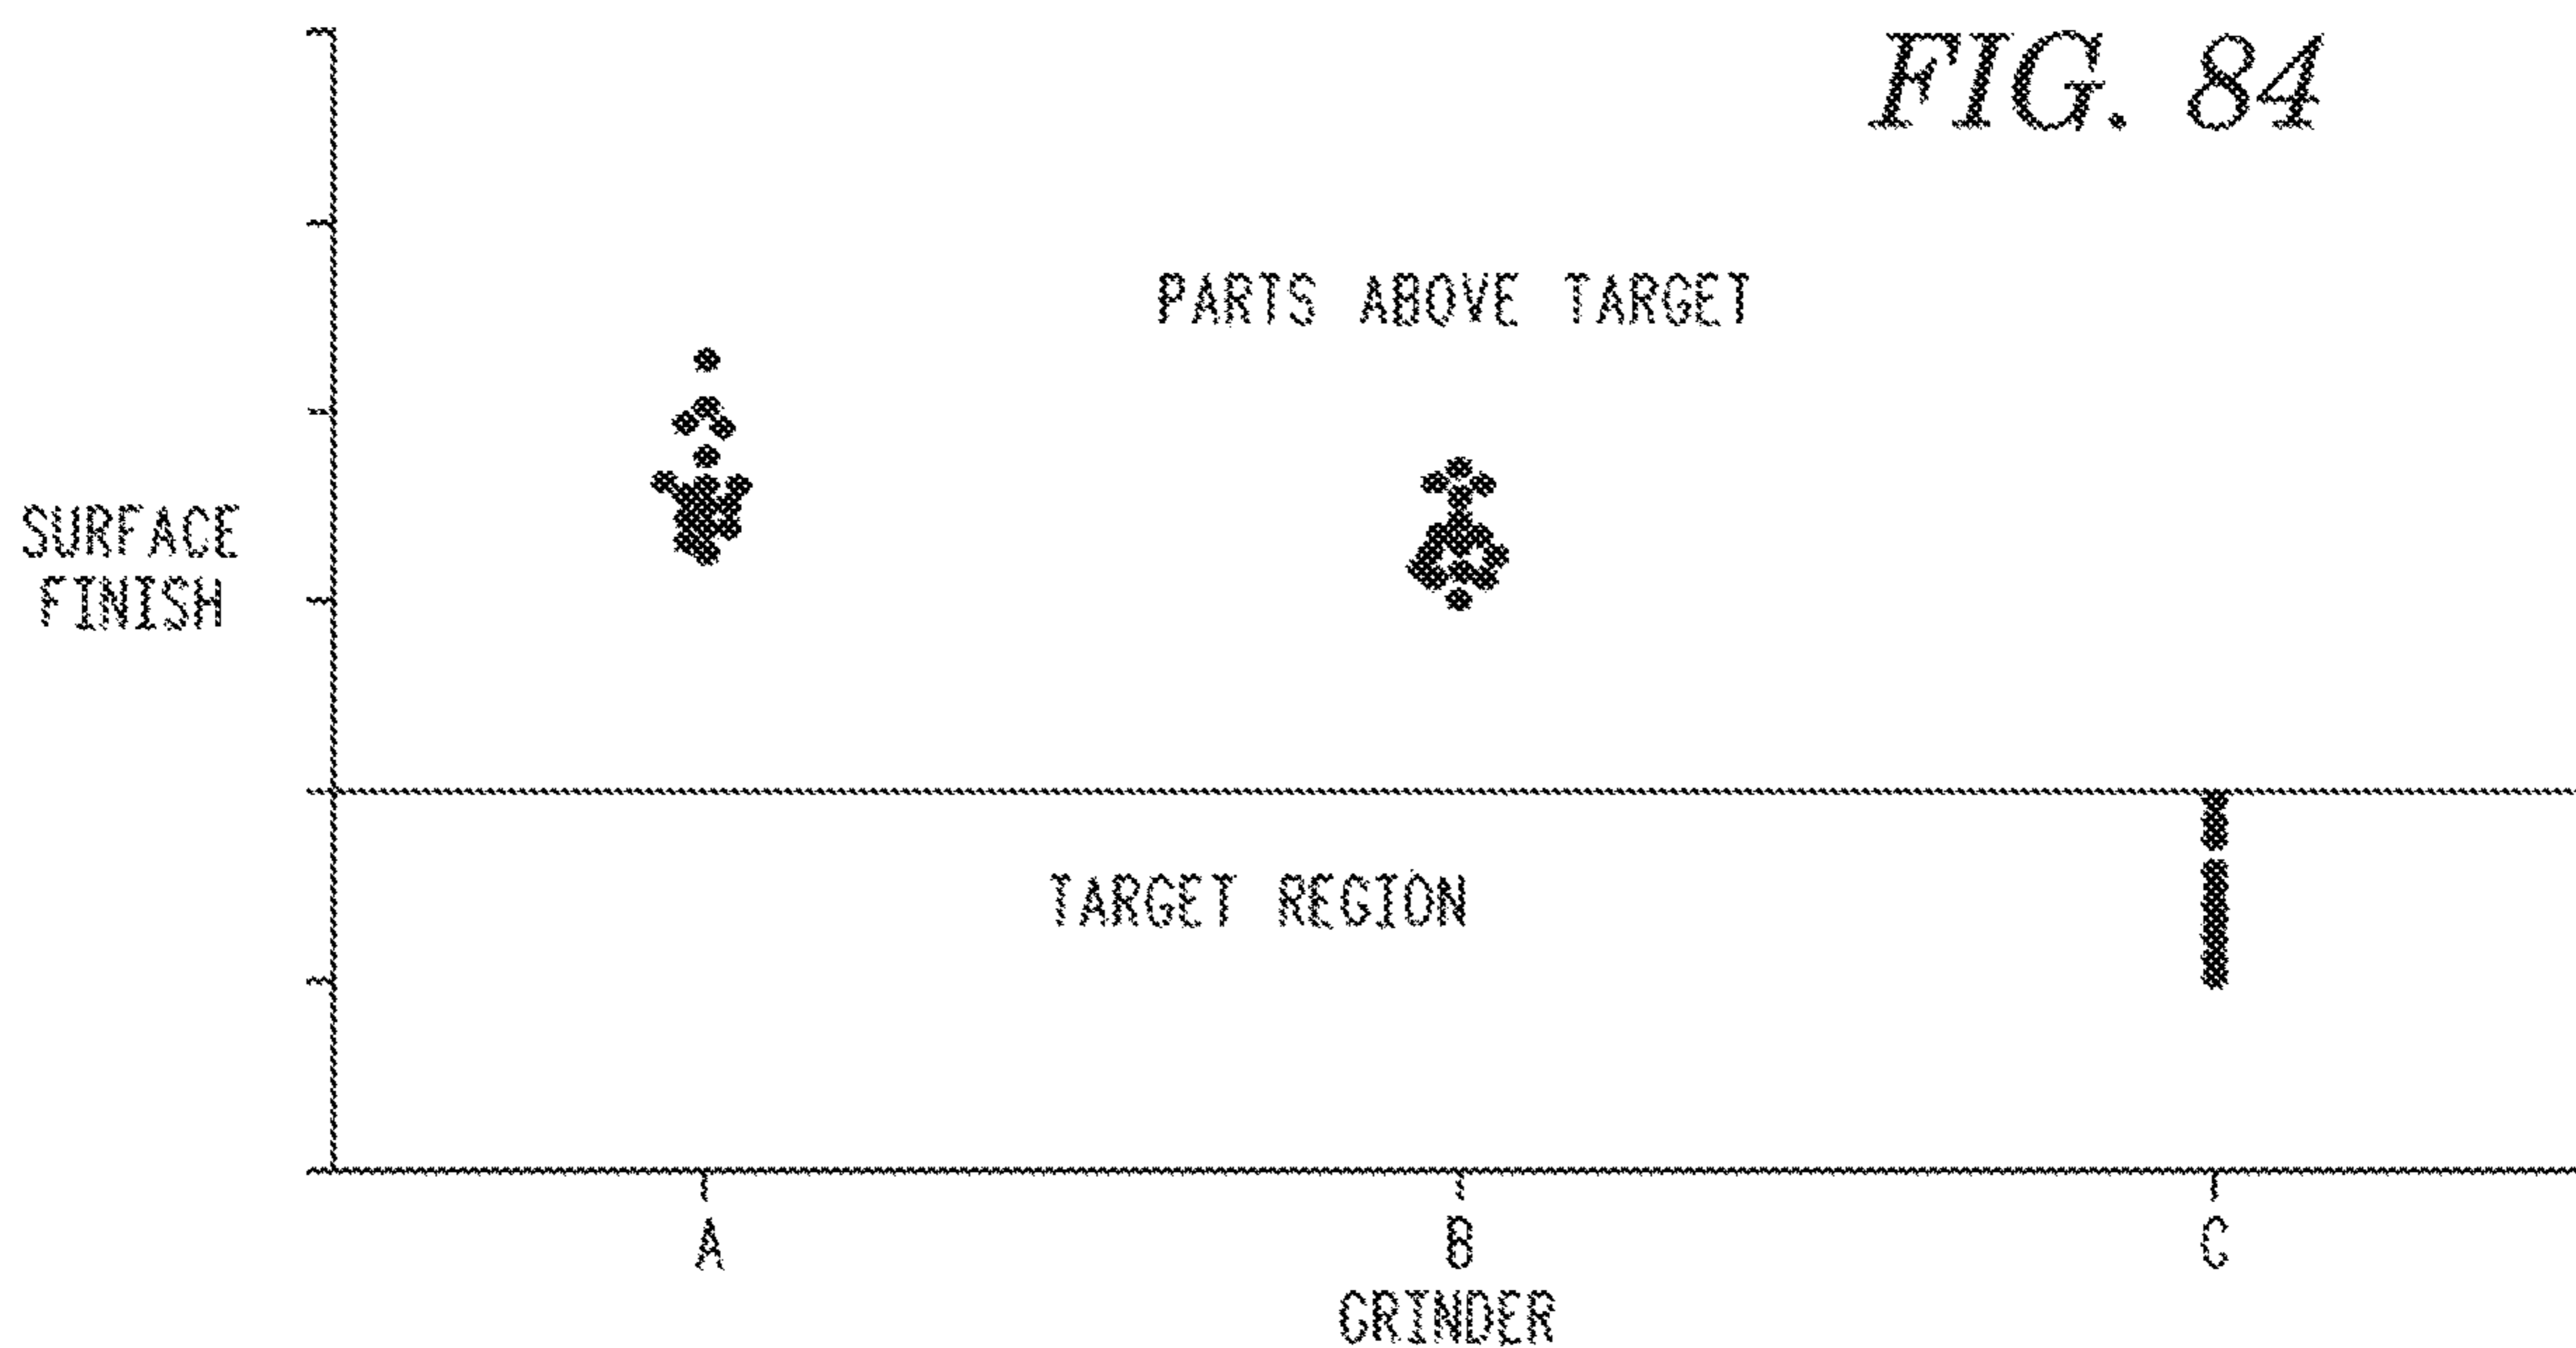 FIG. 84
PARTS ABOVE TARGET
SURFACE
FINISH
TARGET REGION
A
B
C
GRINDER